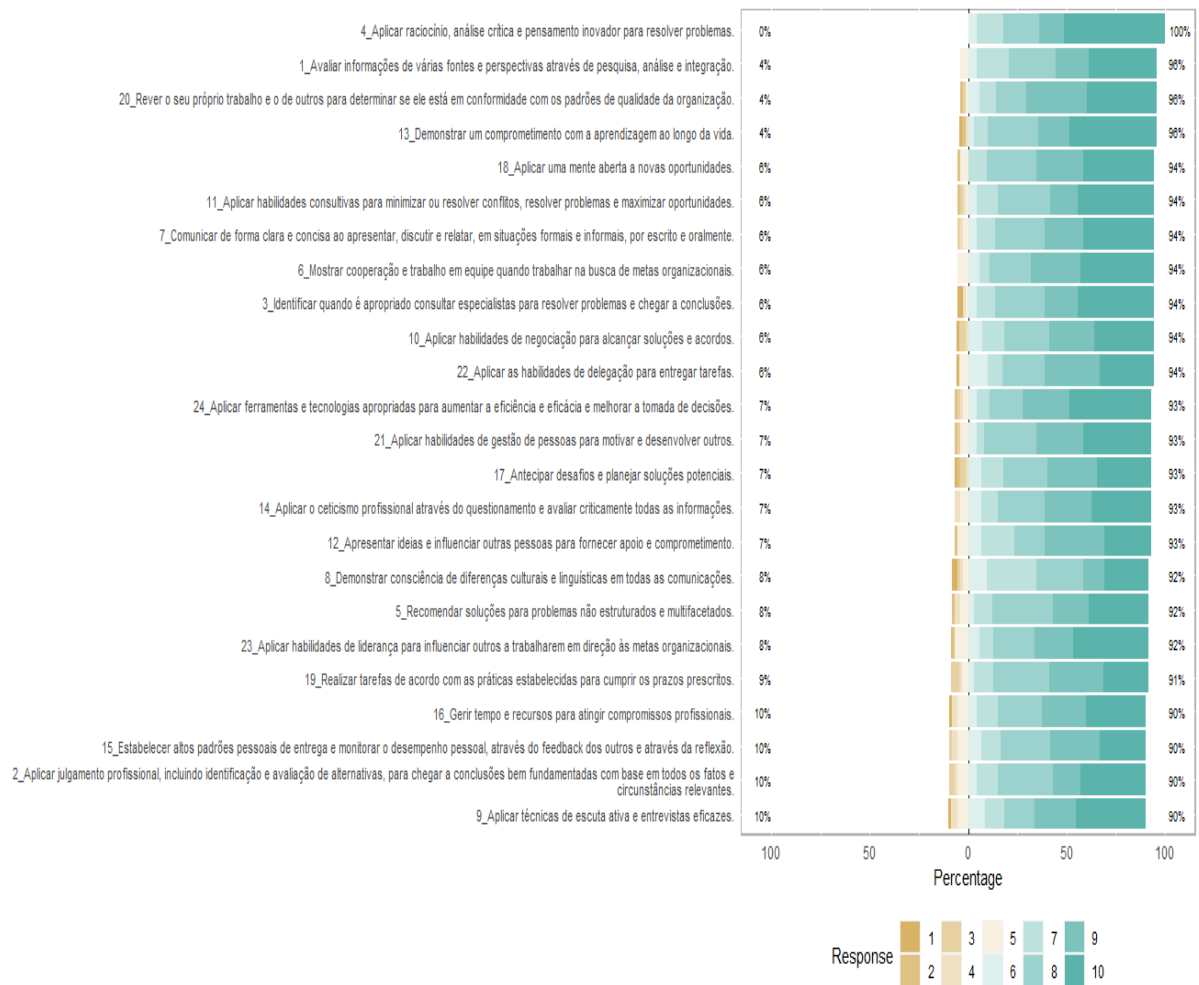 4_Aplicar raciocínio, análise crítica e pensamento inovador para resolver problemas. 0% 100%
1_Avaliar informações de várias fontes e perspectivas através de pesquisa, análise e integração. 4% 96%
20_Rever o seu próprio trabalho e o de outros para determinar se ele está em conformidade com os padrões de qualidade da organização. 4% 96%
13_Demonstrar um comprometimento com a aprendizagem ao longo da vida. 4% 96%
18_Aplicar uma mente aberta a novas oportunidades. 6% 94%
11_Aplicar habilidades consultivas para minimizar ou resolver conflitos, resolver problemas e maximizar oportunidades. 6% 94%
7_Comunicar de forma clara e concisa ao apresentar, discutir e relatar, em situações formais e informais, por escrito e oralmente. 6% 94%
6_Mostrar cooperação e trabalho em equipe quando trabalhar na busca de metas organizacionais. 6% 94%
3_Identificar quando é apropriado consultar especialistas para resolver problemas e chegar a conclusões. 6% 94%
10_Aplicar habilidades de negociação para alcançar soluções e acordos. 6% 94%
22_Aplicar as habilidades de delegação para entregar tarefas. 6% 94%
24_Aplicar ferramentas e tecnologias apropriadas para aumentar a eficiência e eficácia e melhorar a tomada de decisões. 7% 93%
21_Aplicar habilidades de gestão de pessoas para motivar e desenvolver outros. 7% 93%
17_Antecipar desafios e planejar soluções potenciais. 7% 93%
14_Aplicar o ceticismo profissional através do questionamento e avaliar criticamente todas as informações. 7% 93%
12_Apresentar ideias e influenciar outras pessoas para fornecer apoio e comprometimento. 7% 93%
8_Demonstrar consciência de diferenças culturais e linguísticas em todas as comunicações. 8% 92%
5_Recomendar soluções para problemas não estruturados e multifacetados. 8% 92%
23_Aplicar habilidades de liderança para influenciar outros a trabalharem em direção às metas organizacionais. 8% 92%
19_Realizar tarefas de acordo com as práticas estabelecidas para cumprir os prazos prescritos. 9% 91%
16_Gerir tempo e recursos para atingir compromissos profissionais. 10% 90%
15_Estabelecer altos padrões pessoais de entrega e monitorar o desempenho pessoal, através do feedback dos outros e através da reflexão. 10% 90%
2_Aplicar julgamento profissional, incluindo identificação e avaliação de alternativas, para chegar a conclusões bem fundamentadas com base em todos os fatos e
circunstâncias relevantes. 10% 90%
9_Aplicar técnicas de escuta ativa e entrevistas eficazes. 10% 90%
100 50 0 50 100
Percentage
Response 1 3 5 7 9
2 4 6 8 10